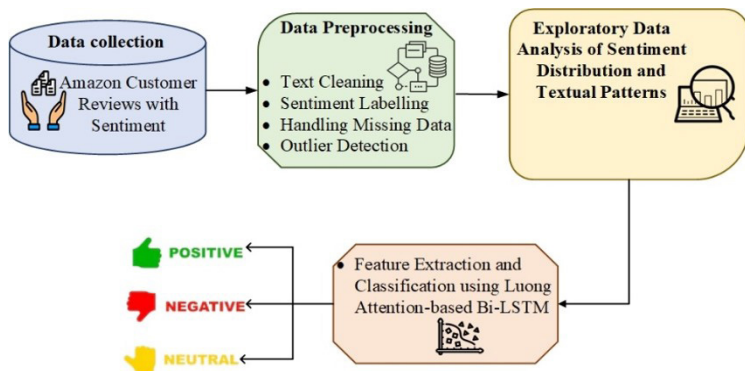 Data collection
Amazon Customer
Reviews with
Sentiment
Data Preprocessing
• Text Cleaning
• Sentiment Labelling
• Handling Missing Data
• Outlier Detection
Exploratory Data
Analysis of Sentiment
Distribution and
Textual Patterns
• Feature Extraction and
Classification using Luong
Attention-based Bi-LSTM
POSITIVE
NEGATIVE
NEUTRAL